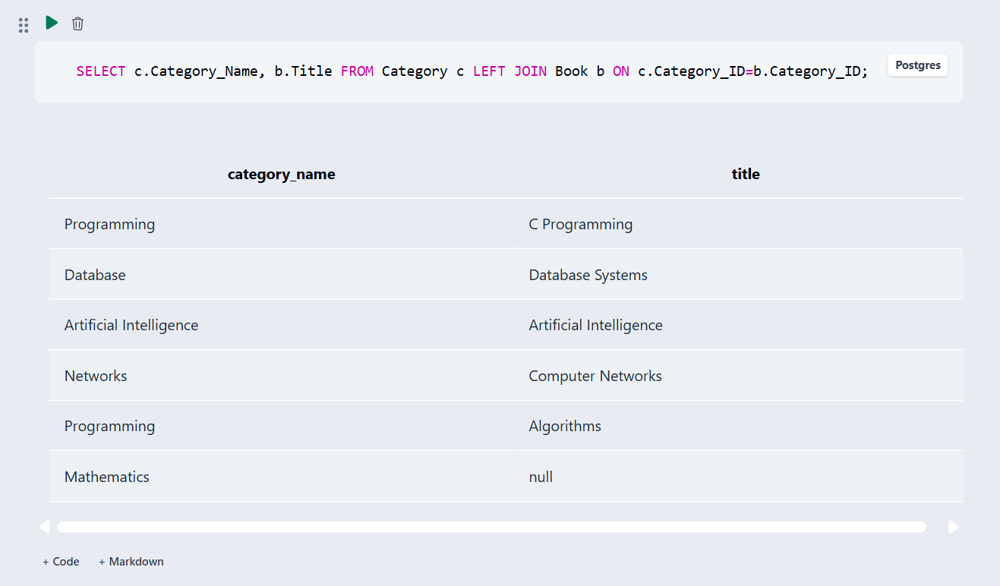 SELECT c.Category_Name, b.Title FROM Category c LEFT JOIN Book b ON c.Category_ID=b.Category_ID;
Postgres
category_name title
Programming C Programming
Database Database Systems
Artificial Intelligence Artificial Intelligence
Networks Computer Networks
Programming Algorithms
Mathematics null
+ Code + Markdown